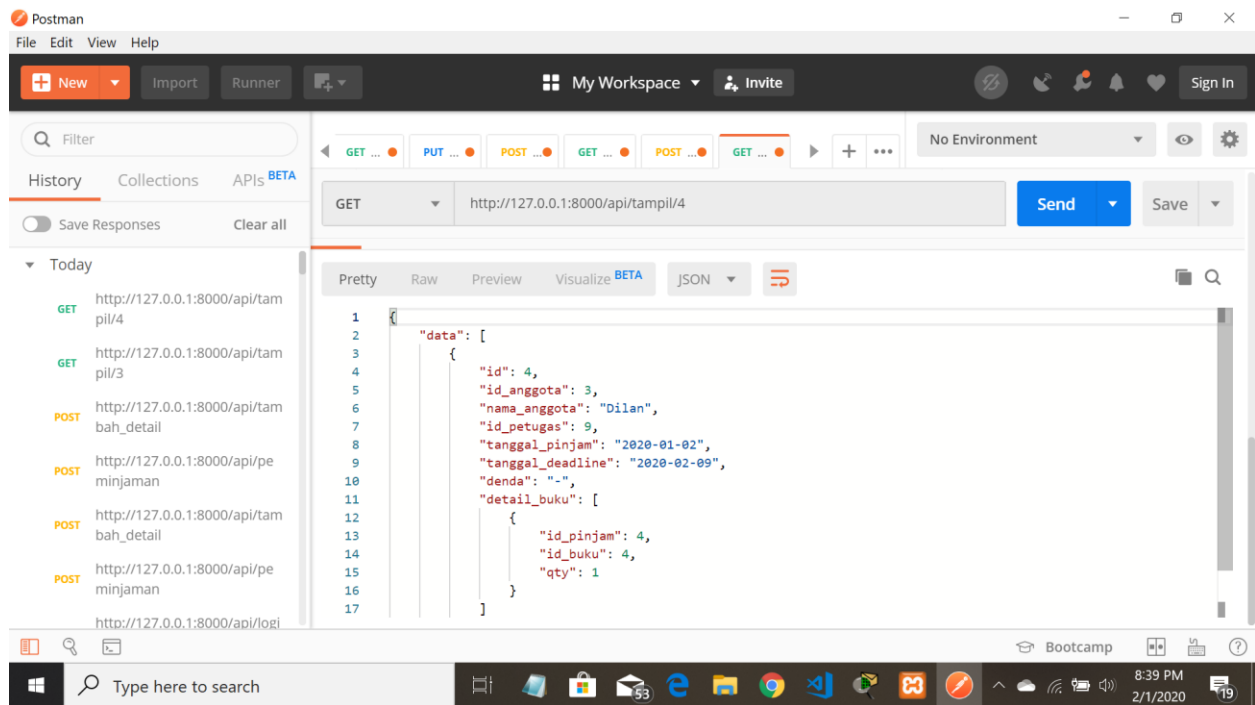 Postman
File Edit View Help
New Import Runner My Workspace Invite Sign In
Filter
History Collections APIs BETA
Save Responses Clear all
Today
GET http://127.0.0.1:8000/api/tam
pil/4
GET http://127.0.0.1:8000/api/tam
pil/3
POST http://127.0.0.1:8000/api/tam
bah_detail
POST http://127.0.0.1:8000/api/pe
minjaman
POST http://127.0.0.1:8000/api/tam
bah_detail
POST http://127.0.0.1:8000/api/pe
minjaman
http://127.0.0.1:8000/api/logi
GET ... PUT ... POST ... GET ... POST ... GET ... + ••• No Environment
GET http://127.0.0.1:8000/api/tampil/4 Send Save
Pretty Raw Preview Visualize BETA JSON
1 {
2 "data": [
3 {
4 "id": 4,
5 "id_anggota": 3,
6 "nama_anggota": "Dilan",
7 "id_petugas": 9,
8 "tanggal_pinjam": "2020-01-02",
9 "tanggal_deadline": "2020-02-09",
10 "denda": "-",
11 "detail_buku": [
12 {
13 "id_pinjam": 4,
14 "id_buku": 4,
15 "qty": 1
16 }
17 ]
Bootcamp ?
Type here to search 53 8:39 PM
2/1/2020 19